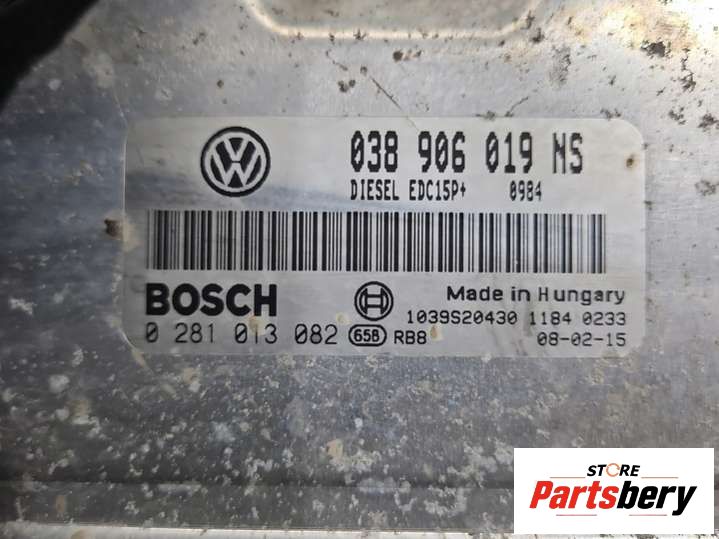 038 906 019 NS
DIESEL EDC15P+ 0984
BOSCH
Made in Hungary
1039S20430 1184 0233
0 281 013 082 658 RB8 08-02-15
STORE
Partsbery